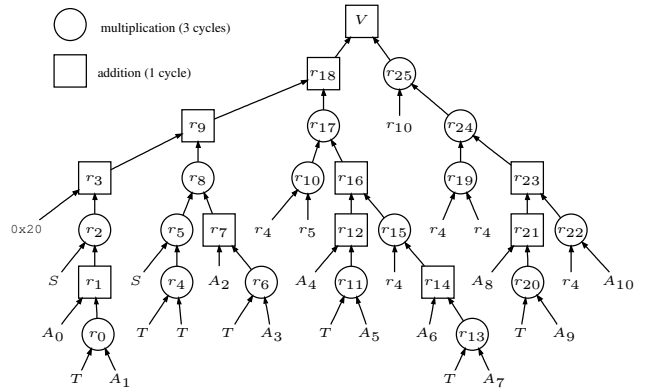 V
multiplication (3 cycles)
addition (1 cycle)
r18 r25
r9 r17 r10 r24
r3 r8 r10 r16 r19 r23
0x20 r2 r5 r7 r4 r5 r12 r15 r4 r4 r21 r22
S r1 S r4 A2 r6 A4 r11 r4 r14 A8 r20 r4 A10
A0 r0 T T T A3 T A5 A6 r13 T A9
T A1 T A7